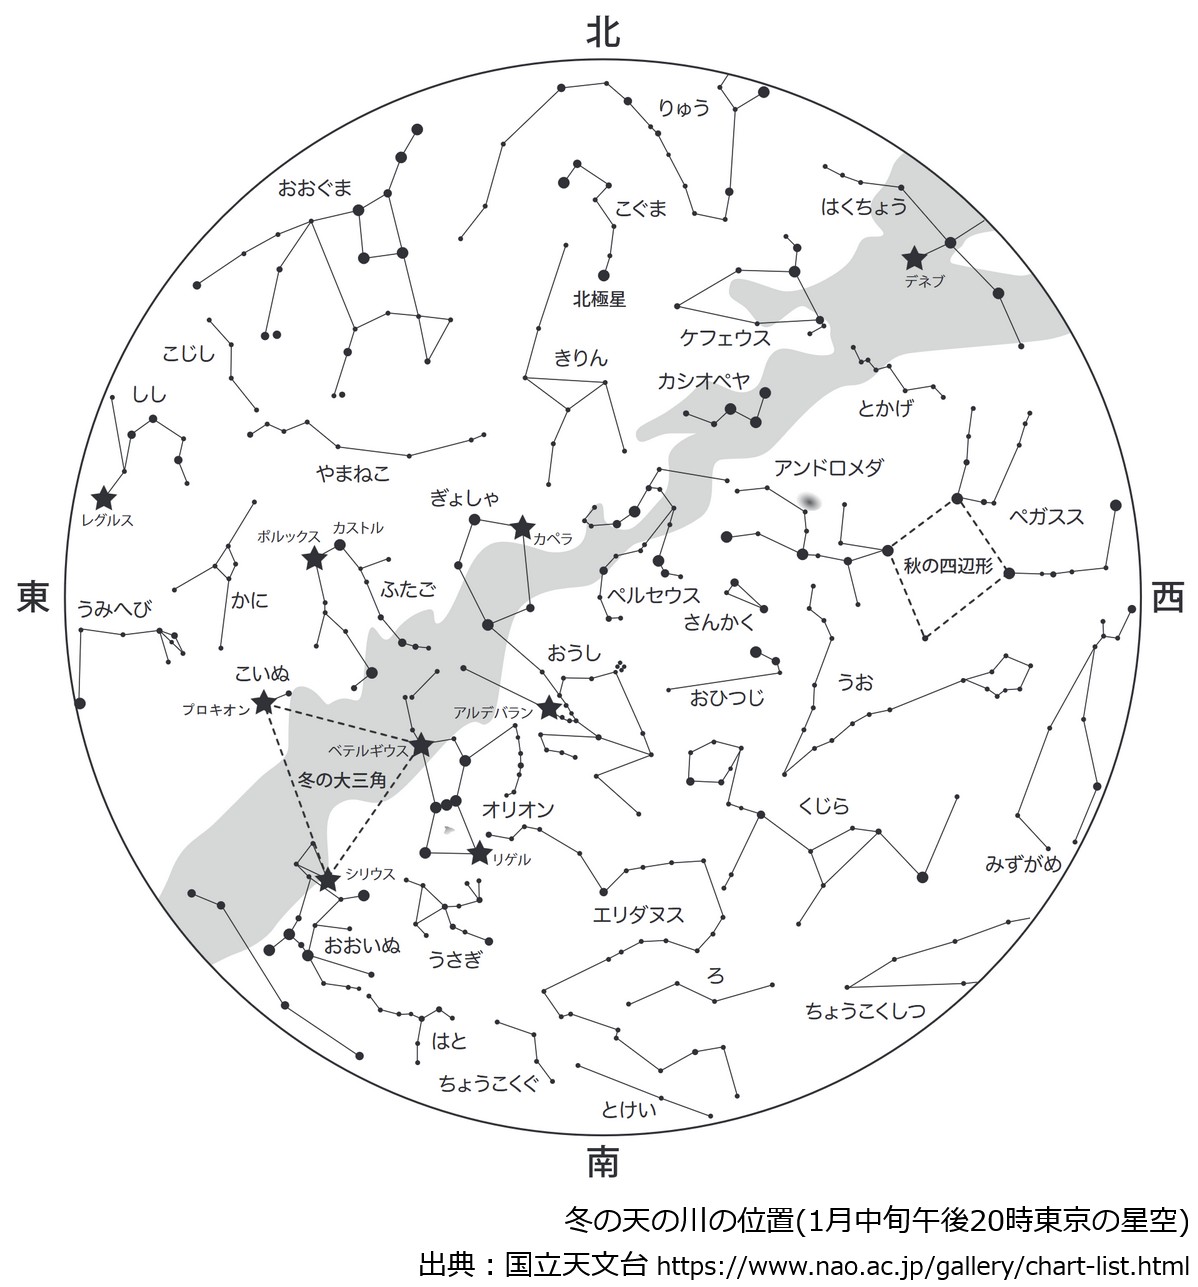 北
りゅう
おおぐま
こぐま
はくちょう
デネブ
北極星
ケフェウス
こじし
きりん
カシオペヤ
しし
とかげ
やまねこ
アンドロメダ
ぎょしゃ
レグルス
カストル
ポルックス
カペラ
ペガスス
秋の四辺形
東
西
ふたご
ペルセウス
かに
うみへび
さんかく
おうし
こいぬ
うお
おひつじ
プロキオン
アルデバラン
ベテルギウス
冬の大三角
オリオン
くじら
リゲル
みずがめ
シリウス
エリダヌス
おおいぬ
うさぎ
ろ
ちょうこくしつ
はと
ちょうこくぐ
とけい
南
冬の天の川の位置(1月中旬午後20時東京の星空)
出典：国立天文台 https://www.nao.ac.jp/gallery/chart-list.html